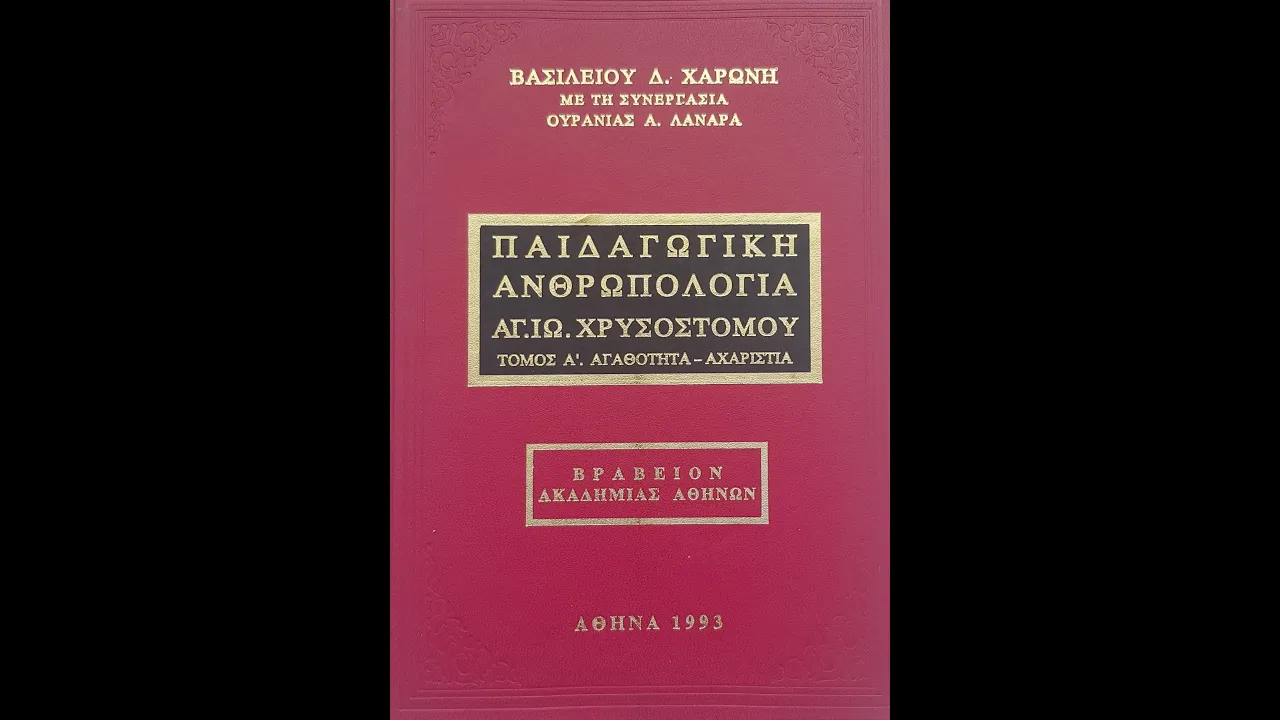 ΒΑΣΙΛΕΙΟΥ Δ. ΧΑΡΩΝΗ
ΜΕ ΤΗ ΣΥΝΕΡΓΑΣΙΑ
ΟΥΡΑΝΙΑΣ Α. ΛΑΝΑΡΑ
ΠΑΙΔΑΓΩΓΙΚΗ
ΑΝΘΡΩΠΟΛΟΓΙΑ
ΑΓ.ΙΩ. ΧΡΥΣΟΣΤΟΜΟΥ
ΤΟΜΟΣ Α'. ΑΓΑΘΟΤΗΤΑ – ΑΧΑΡΙΣΤΙΑ
ΒΡΑΒΕΙΟΝ
ΑΚΑΔΗΜΙΑΣ ΑΘΗΝΩΝ
ΑΘΗΝΑ 1993